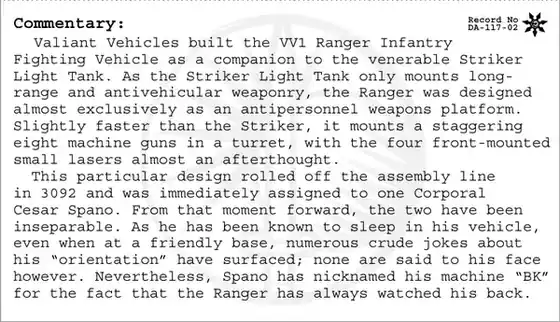 Commentary:
Record No
DA-117-02
Valiant Vehicles built the VV1 Ranger Infantry
Fighting Vehicle as a companion to the venerable Striker
Light Tank. As the Striker Light Tank only mounts long-
range and antivehicular weaponry, the Ranger was designed
almost exclusively as an antipersonnel weapons platform.
Slightly faster than the Striker, it mounts a staggering
eight machine guns in a turret, with the four front-mounted
small lasers almost an afterthought.
This particular design rolled off the assembly line
in 3092 and was immediately assigned to one Corporal
Cesar Spano. From that moment forward, the two have been
inseparable. As he has been known to sleep in his vehicle,
even when at a friendly base, numerous crude jokes about
his “orientation” have surfaced; none are said to his face
however. Nevertheless, Spano has nicknamed his machine “BK”
for the fact that the Ranger has always watched his back.